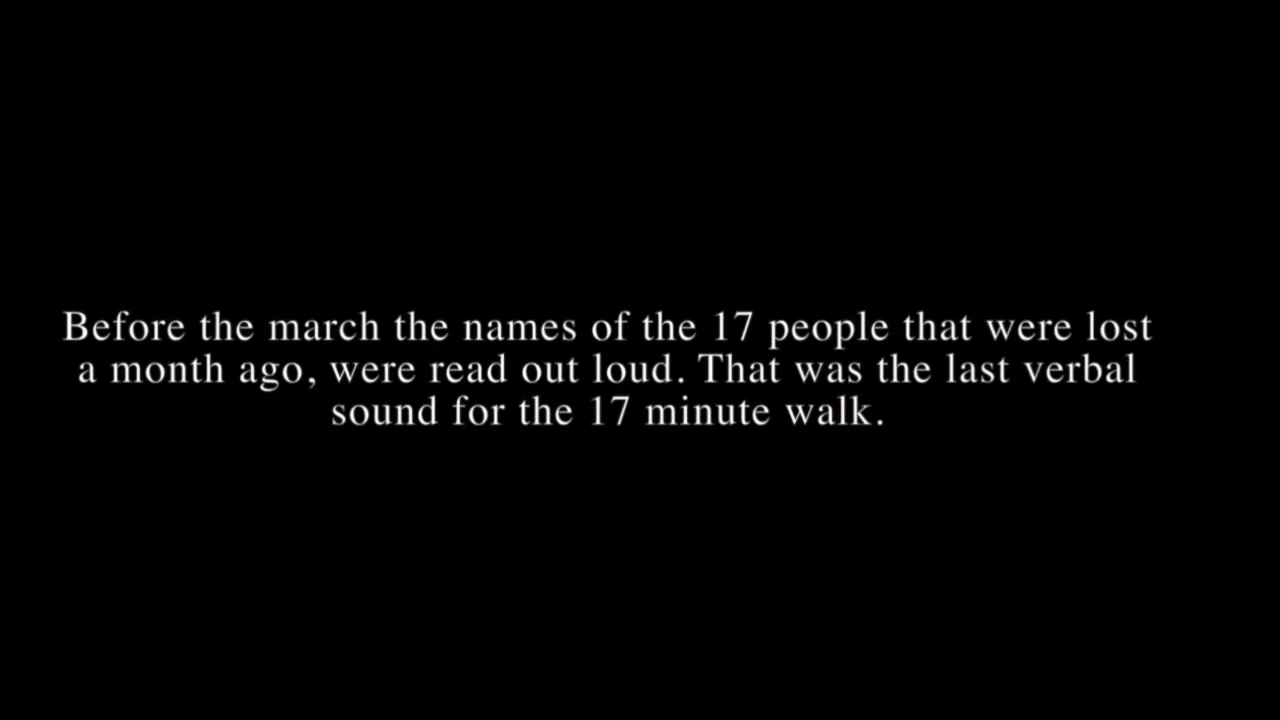 Before the march the names of the 17 people that were lost
a month ago, were read out loud. That was the last verbal
sound for the 17 minute walk.